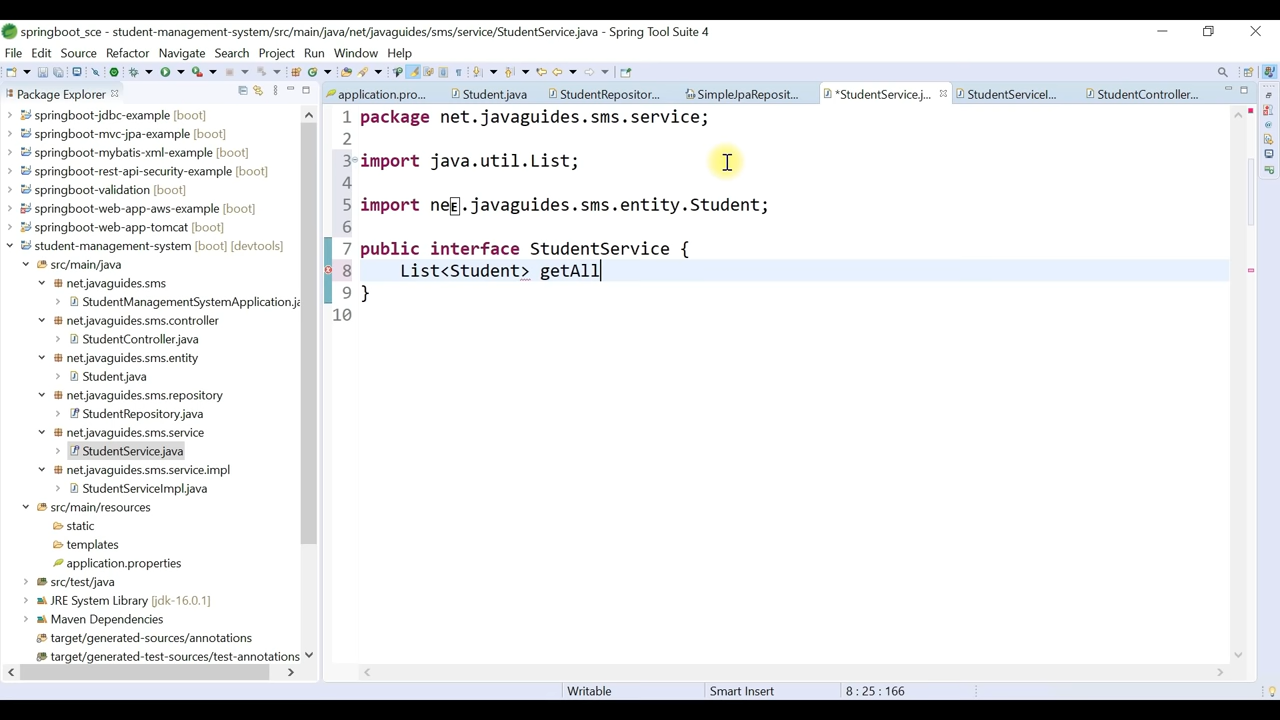 springboot_sce - student-management-system/src/main/java/net/javaguides/sms/service/StudentService.java - Spring Tool Suite 4
File Edit Source Refactor Navigate Search Project Run Window Help
Package Explorer
application.pro...
Student.java
StudentRepositor...
SimpleJpaReposit...
*StudentService.j...
StudentServiceI...
StudentController...
springboot-jdbc-example [boot]
springboot-mvc-jpa-example [boot]
springboot-mybatis-xml-example [boot]
springboot-rest-api-security-example [boot]
springboot-validation [boot]
springboot-web-app-aws-example [boot]
springboot-web-app-tomcat [boot]
student-management-system [boot] [devtools]
src/main/java
net.javaguides.sms
StudentManagementSystemApplication.ja
net.javaguides.sms.controller
StudentController.java
net.javaguides.sms.entity
Student.java
net.javaguides.sms.repository
StudentRepository.java
net.javaguides.sms.service
StudentService.java
net.javaguides.sms.service.impl
StudentServiceImpl.java
src/main/resources
static
templates
application.properties
src/test/java
JRE System Library [jdk-16.0.1]
Maven Dependencies
target/generated-sources/annotations
target/generated-test-sources/test-annotations
1 package net.javaguides.sms.service;
2
3 import java.util.List;
4
5 import .javaguides.sms.entity.Student;
6
7 public interface StudentService {
8 List<Student> getAll
9 }
10
Writable
Smart Insert
8 : 25 : 166